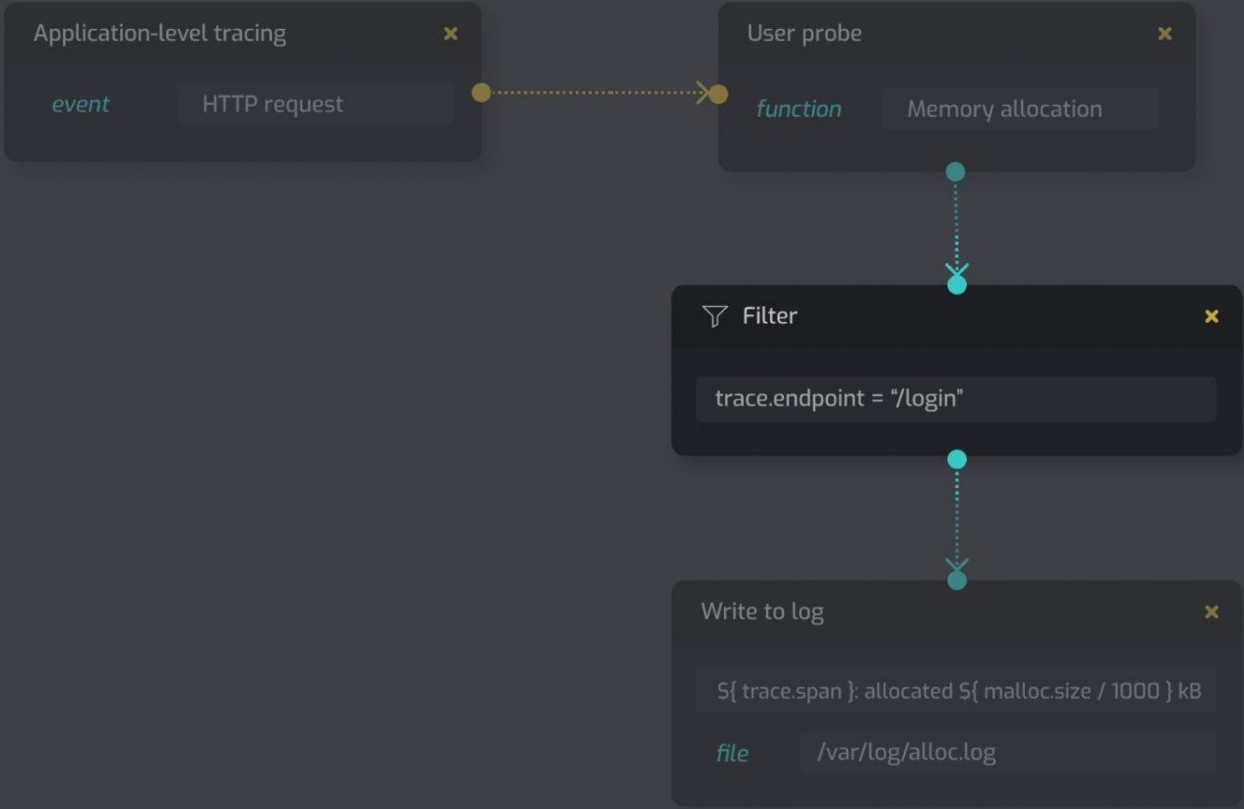 Application-level tracing
event HTTP request
User probe
function Memory allocation
Filter
trace.endpoint = “/login”
Write to log
${ trace.span }: allocated ${ malloc.size / 1000 } kB
file /var/log/alloc.log